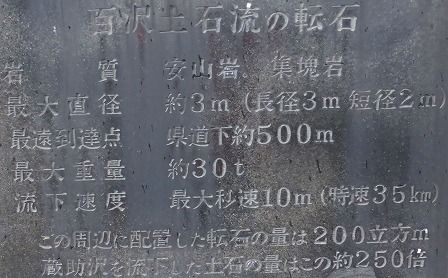 百沢土石流の転石
岩質 安山岩、集塊岩
最大直径 約3m(長径3m 短径2m)
最遠到達点 県道下約500m
最大重量 約30t
流下速度 最大秒速10m(時速35km)
この周辺に配置した転石の量は200立方m
蔵助沢を流下した土石の量はこの約250倍